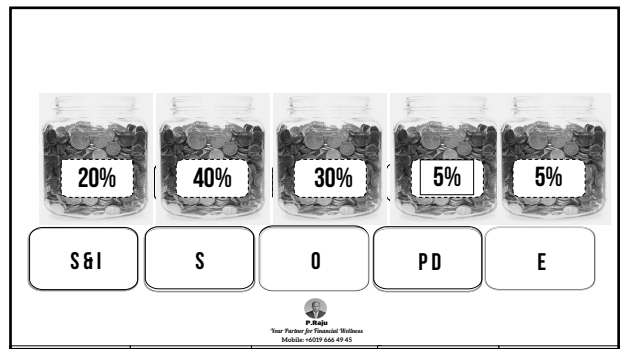 20% 40% 30% 5% 5%
S&I S O PD E
P.Raju
Your Partner for Financial Wellness
Mobile: +6019 666 49 45